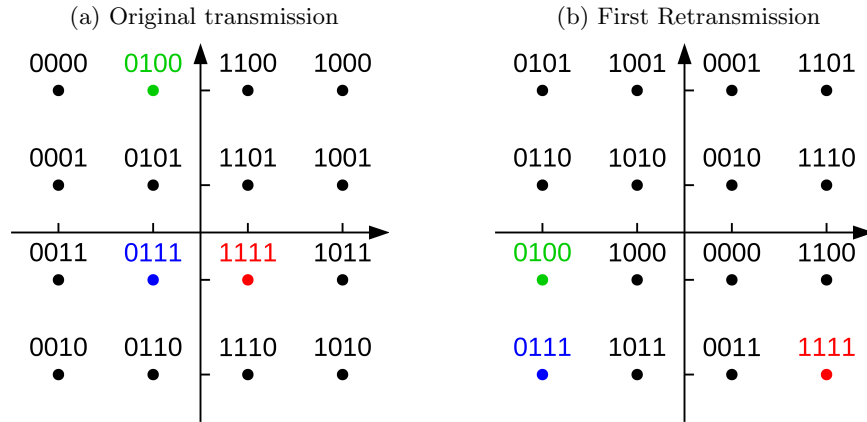 (a) Original transmission
(b) First Retransmission
0000 0100 1100 1000
0101 1001 0001 1101
0001 0101 1101 1001
0110 1010 0010 1110
0011 0111 1111 1011
0100 1000 0000 1100
0010 0110 1110 1010
0111 1011 0011 1111